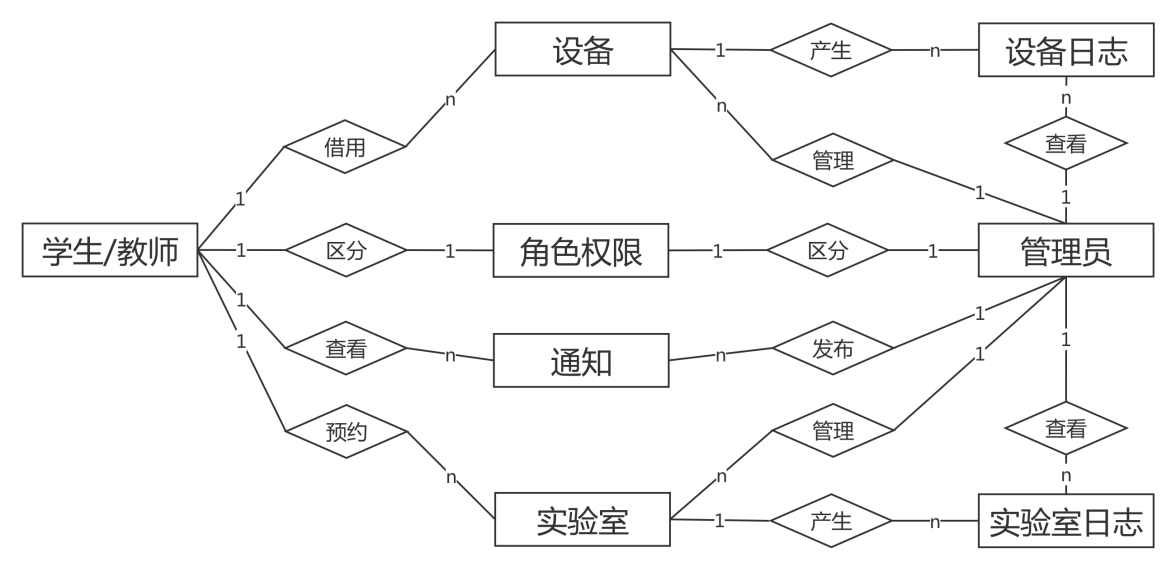 设备
1
产生
n
设备日志
n
n
n
查看
借用
管理
1
1
1
学生/教师
1
区分
1
角色权限
1
区分
1
管理员
1
1
1
1
1
查看
n
通知
n
发布
预约
管理
查看
n
n
n
实验室
1
产生
n
实验室日志